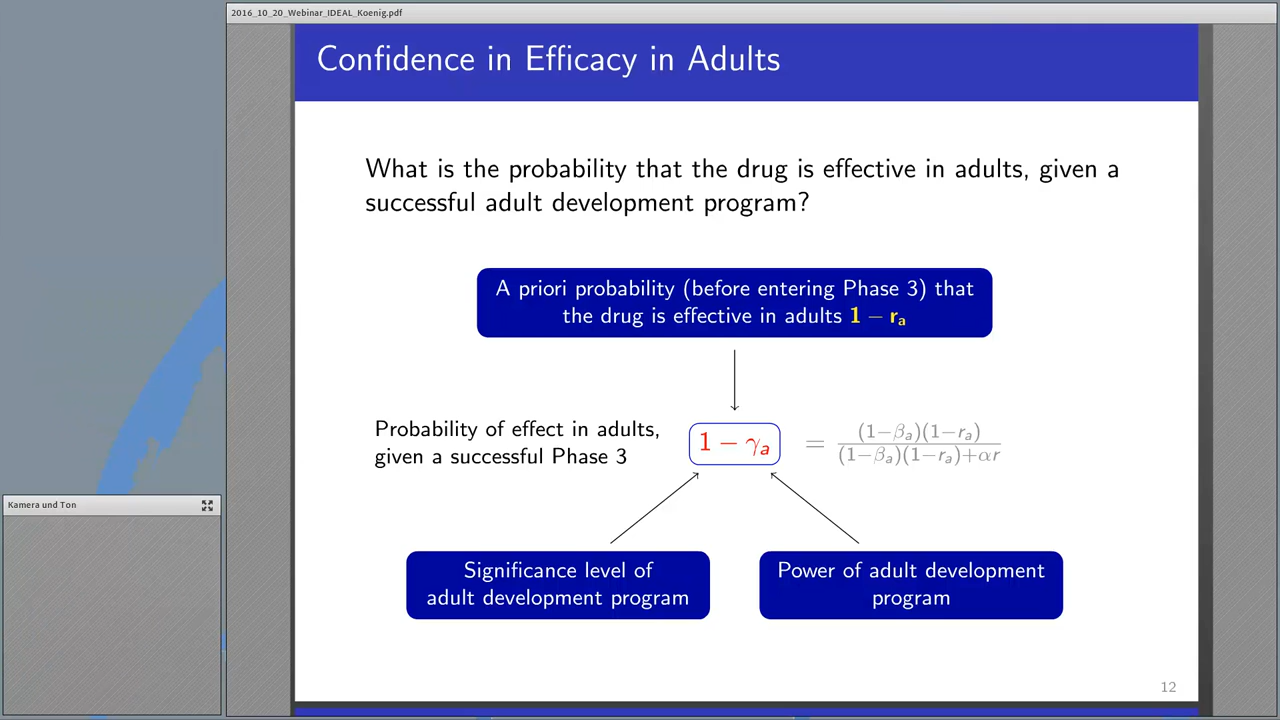 2016_10_20_Webinar_IDEAL_Koenig.pdf
Confidence in Efficacy in Adults
What is the probability that the drug is effective in adults, given a
successful adult development program?
A priori probability (before entering Phase 3) that
the drug is effective in adults 1 − rₐ
Probability of effect in adults,
given a successful Phase 3
1 − γₐ = (1−βₐ)(1−rₐ)
(1−βₐ)(1−rₐ)+αr
Kamera und Ton
Significance level of
adult development program
Power of adult development
program
12